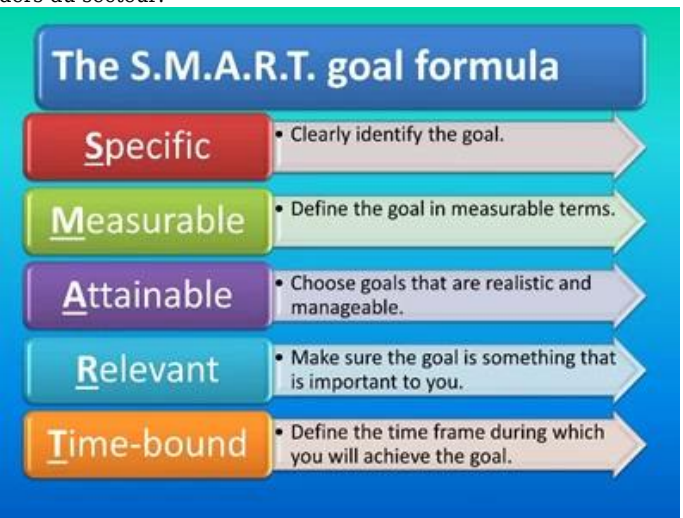 du secteur.
The S.M.A.R.T. goal formula
Specific
• Clearly identify the goal.
Measurable
• Define the goal in measurable terms.
Attainable
• Choose goals that are realistic and
manageable.
Relevant
• Make sure the goal is something that
is important to you.
Time-bound
• Define the time frame during which
you will achieve the goal.